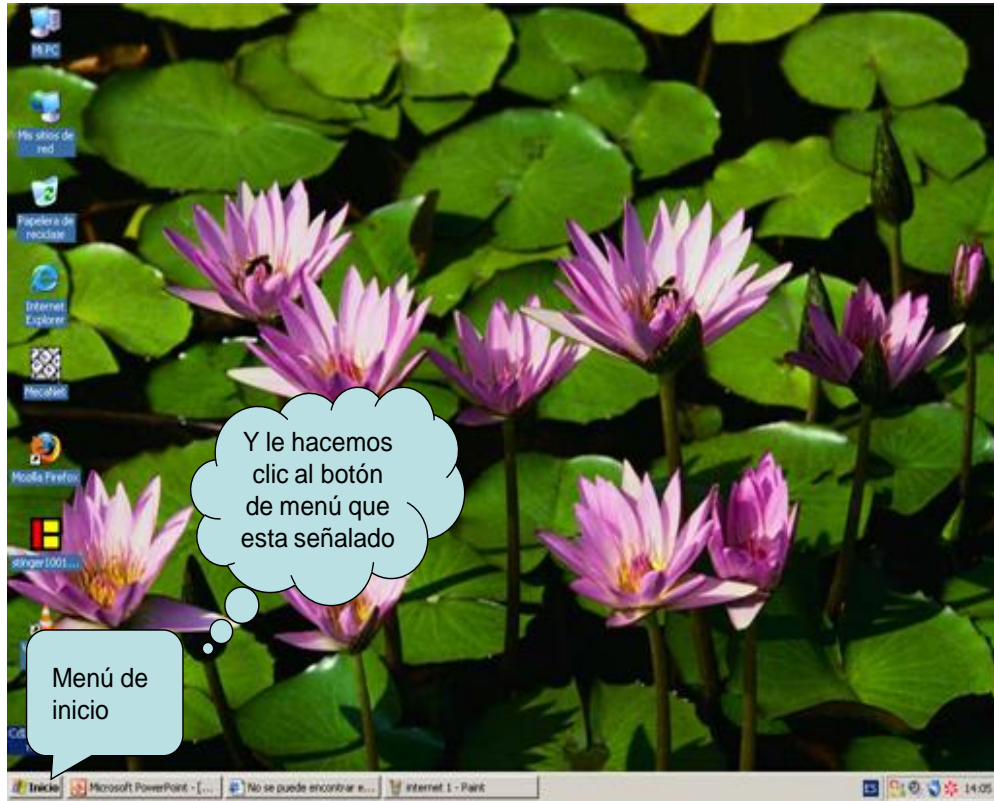 Mi PC
Mis sitios de
red
Papelera de
reciclaje
Internet
Explorer
MecaNet
Mozilla Firefox
stinger1001...
Y le hacemos
clic al botón
de menú que
esta señalado
Menú de
inicio
Inicio
Microsoft PowerPoint - [...
No se puede encontrar e...
internet 1 - Paint
ES
14:05